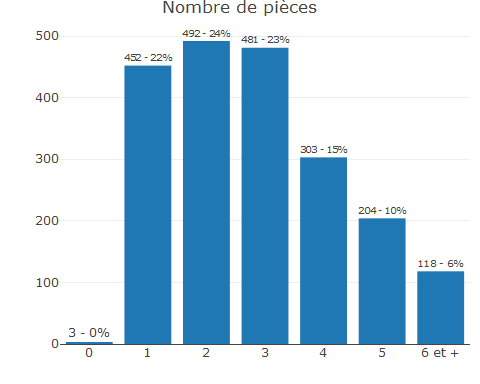 Nombre de pièces
500
400
300
200
100
0
3 - 0%
452 - 22%
492 - 24%
481 - 23%
303 - 15%
204 - 10%
118 - 6%
0 1 2 3 4 5 6 et +